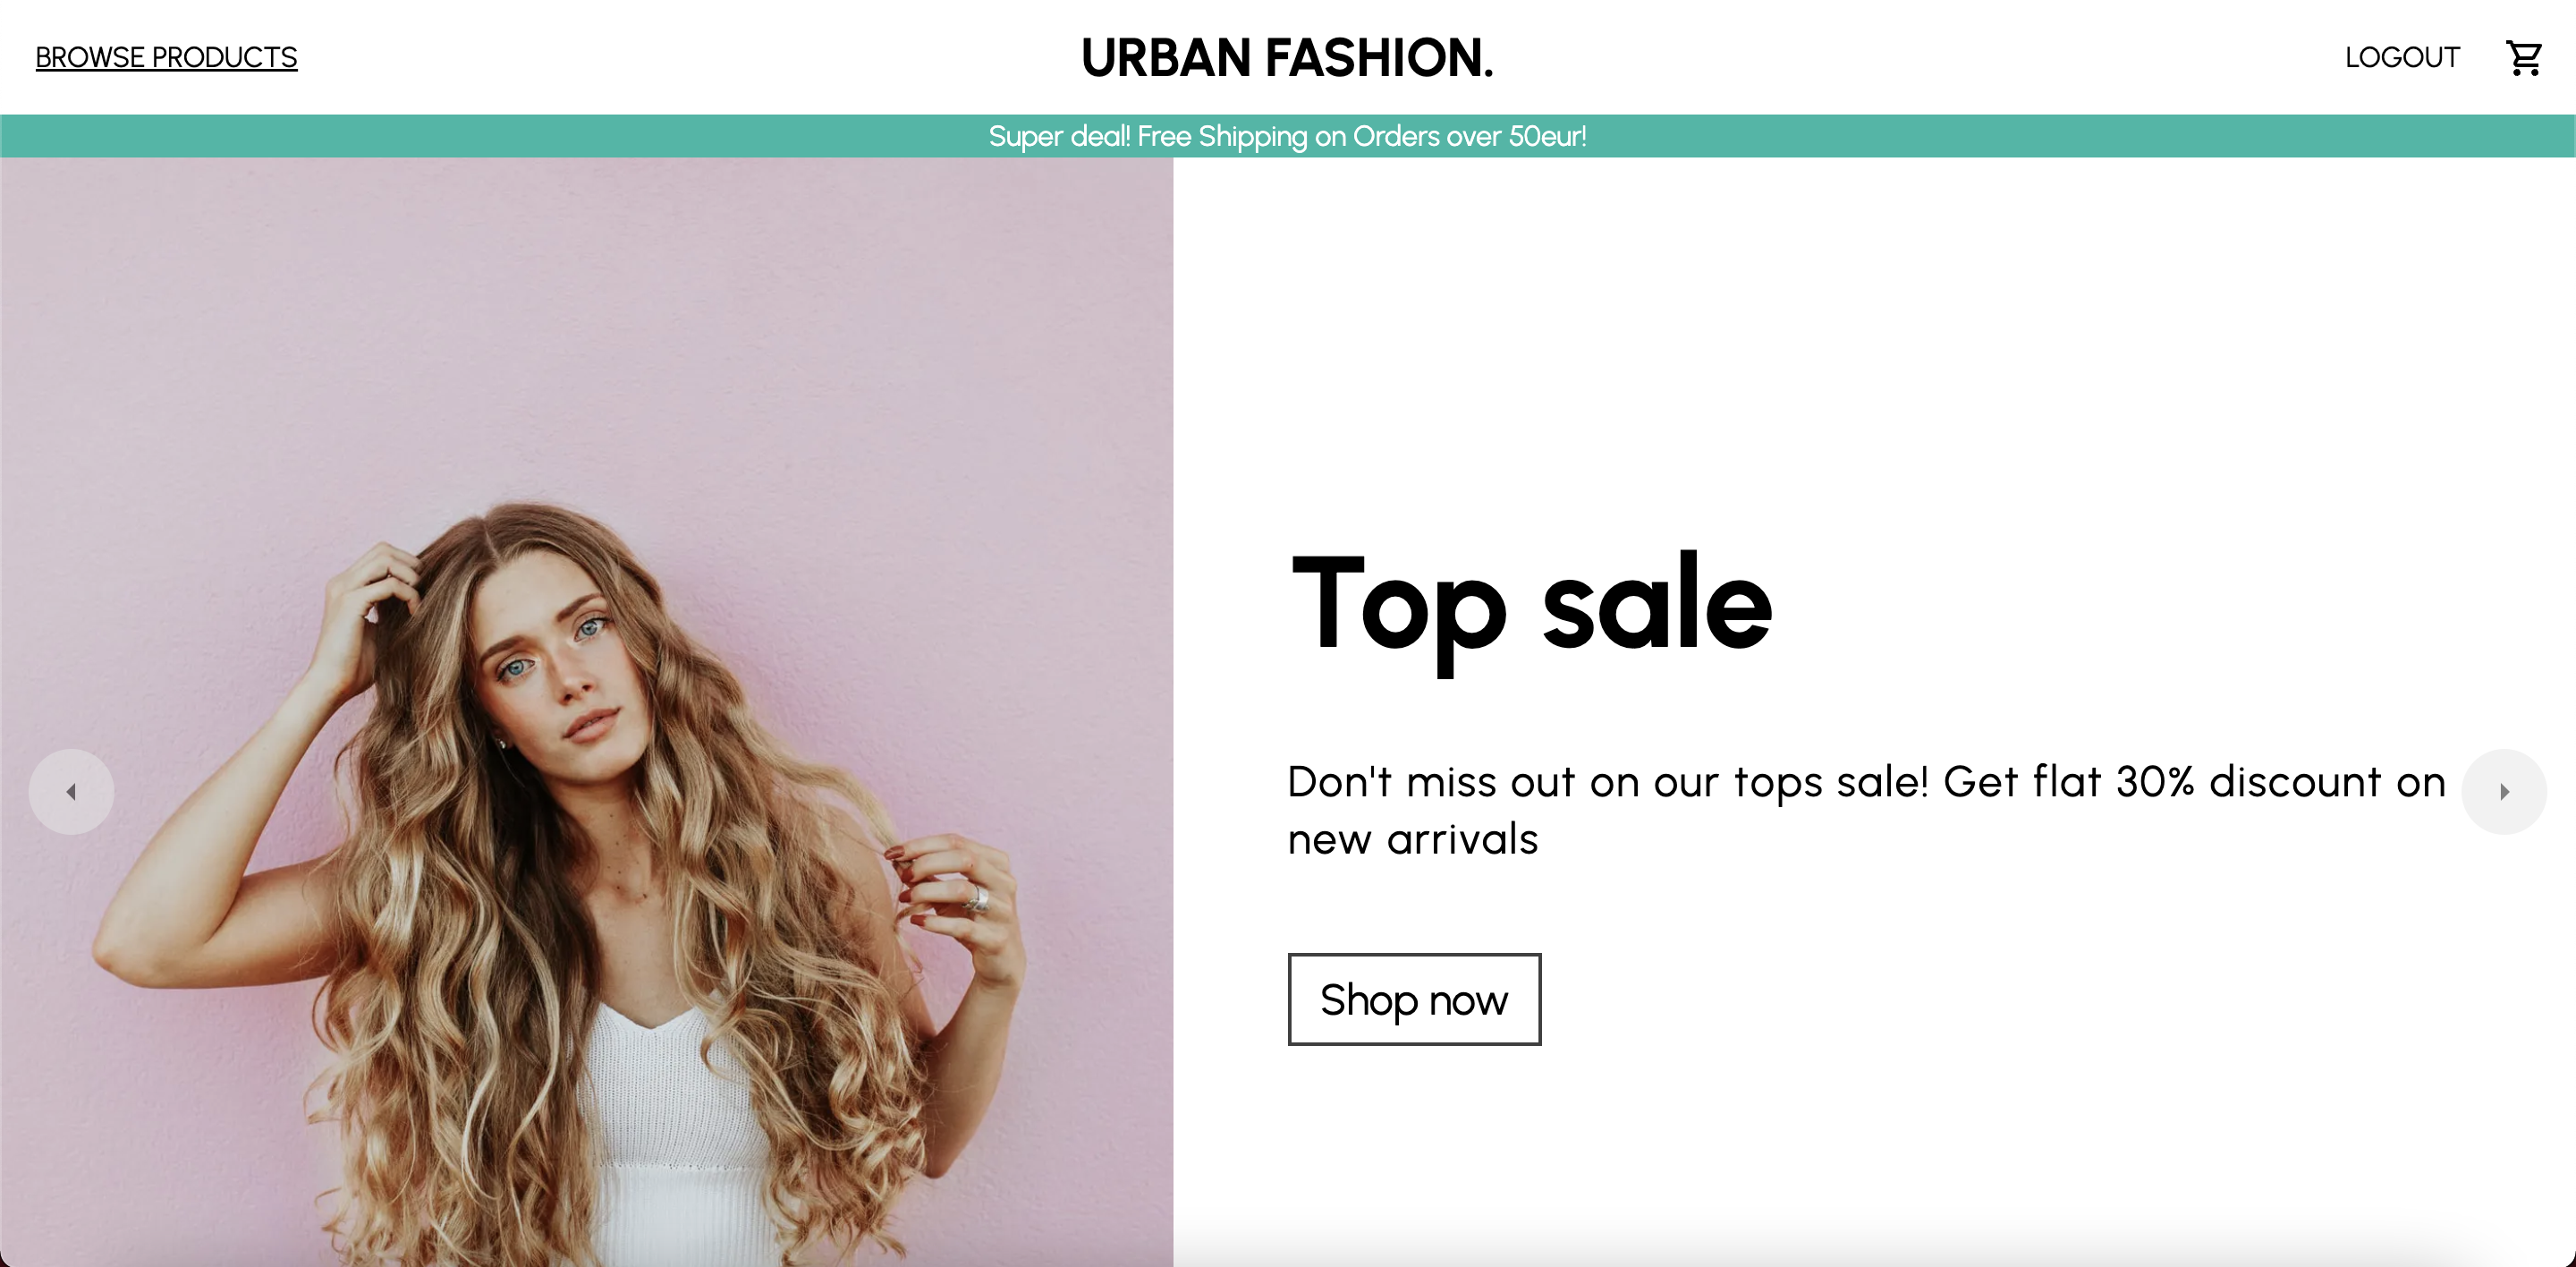 BROWSE PRODUCTS
URBAN FASHION.
LOGOUT
Super deal! Free Shipping on Orders over 50eur!
Top sale
Don't miss out on our tops sale! Get flat 30% discount on
new arrivals
Shop now